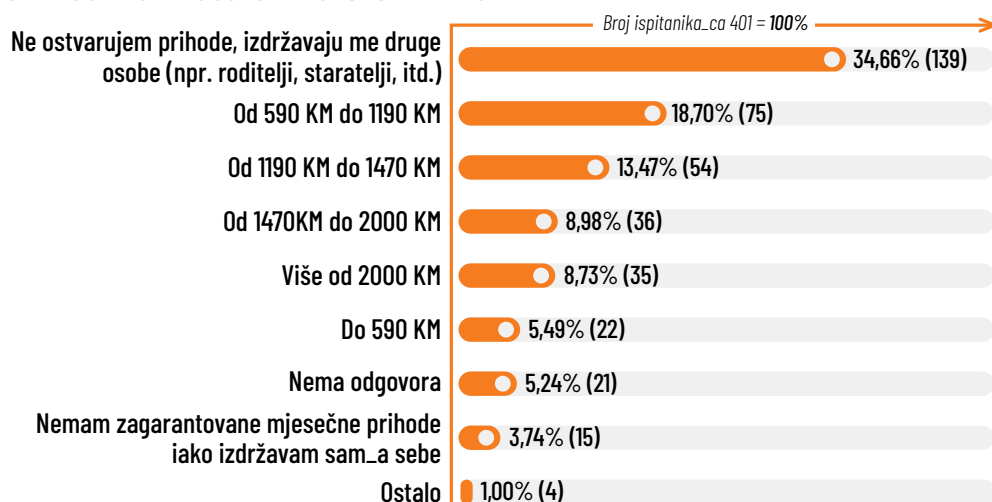 Broj ispitanika_ca 401 = 100%
Ne ostvarujem prihode, izdržavaju me druge
osobe (npr. roditelji, staratelji, itd.)
34,66% (139)
Od 590 KM do 1190 KM
18,70% (75)
Od 1190 KM do 1470 KM
13,47% (54)
Od 1470KM do 2000 KM
8,98% (36)
Više od 2000 KM
8,73% (35)
Do 590 KM
5,49% (22)
Nema odgovora
5,24% (21)
Nemam zagarantovane mjesečne prihode
iako izdržavam sam_a sebe
3,74% (15)
Ostalo
1,00% (4)